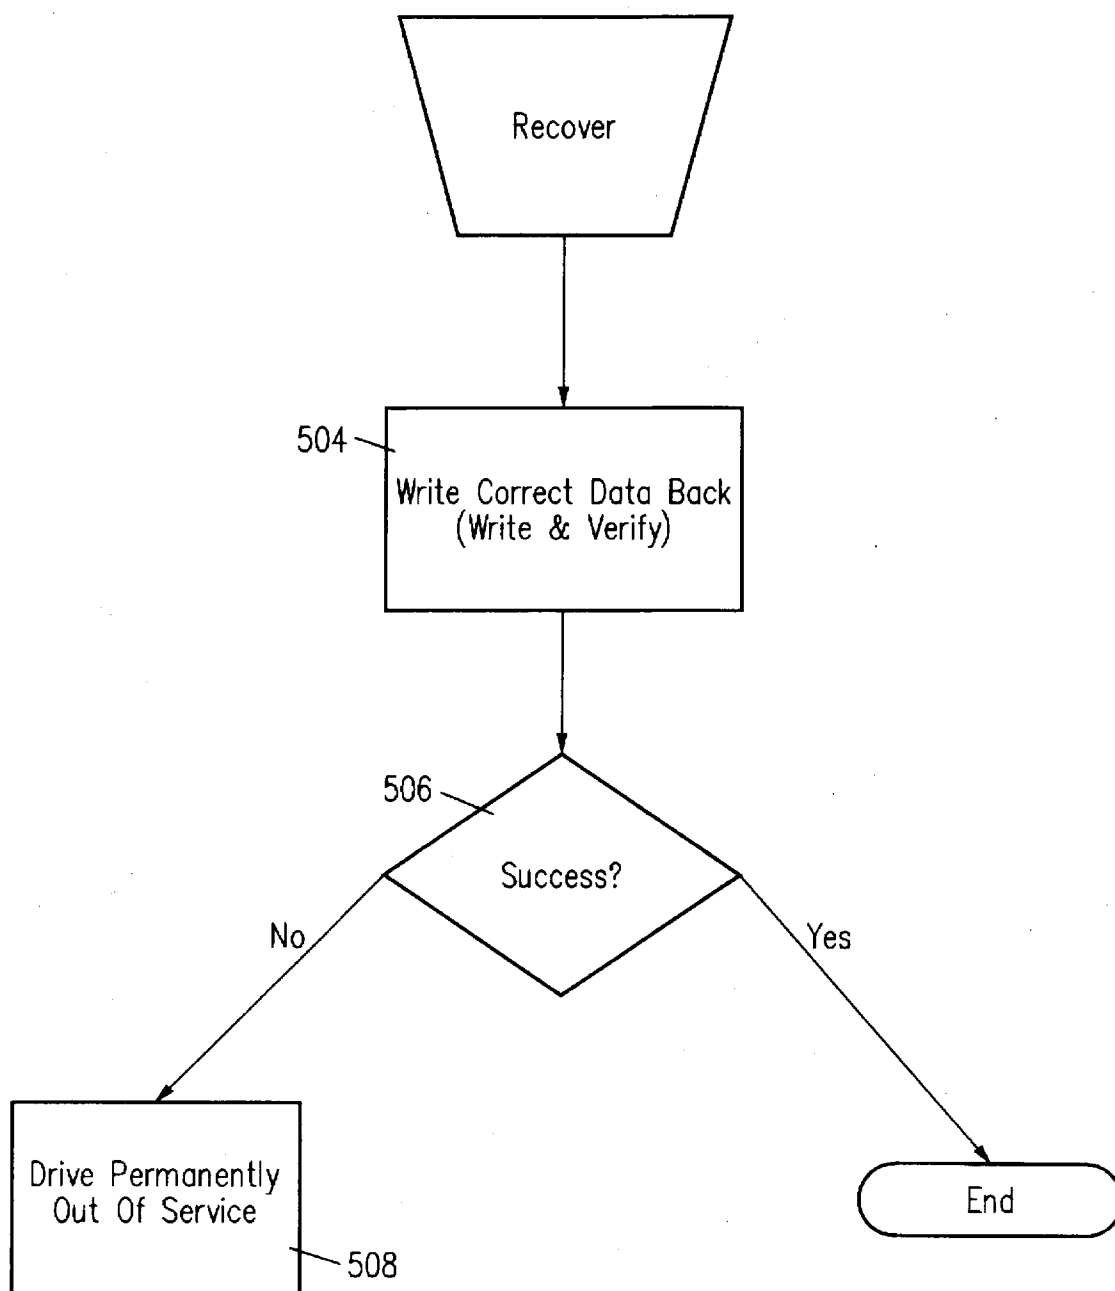 Recover
504
Write Correct Data Back
(Write & Verify)
506
Success?
No
Yes
Drive Permanently
Out Of Service
End
508